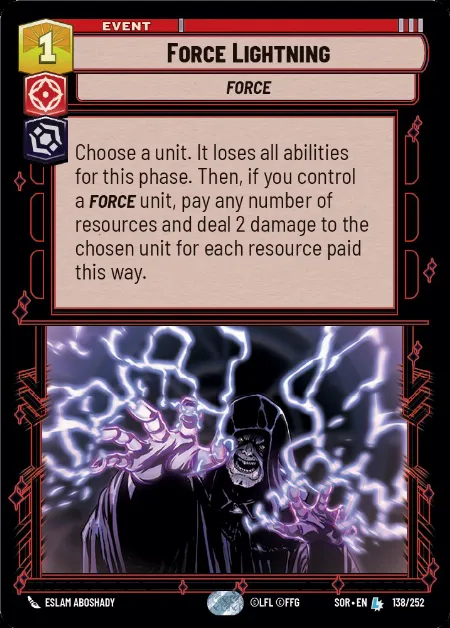 EVENT
1
FORCE LIGHTNING
FORCE
Choose a unit. It loses all abilities
for this phase. Then, if you control
a FORCE unit, pay any number of
resources and deal 2 damage to the
chosen unit for each resource paid
this way.
ESLAM ABOSHADY
©LFL ©FFG
SOR • EN
L
138/252